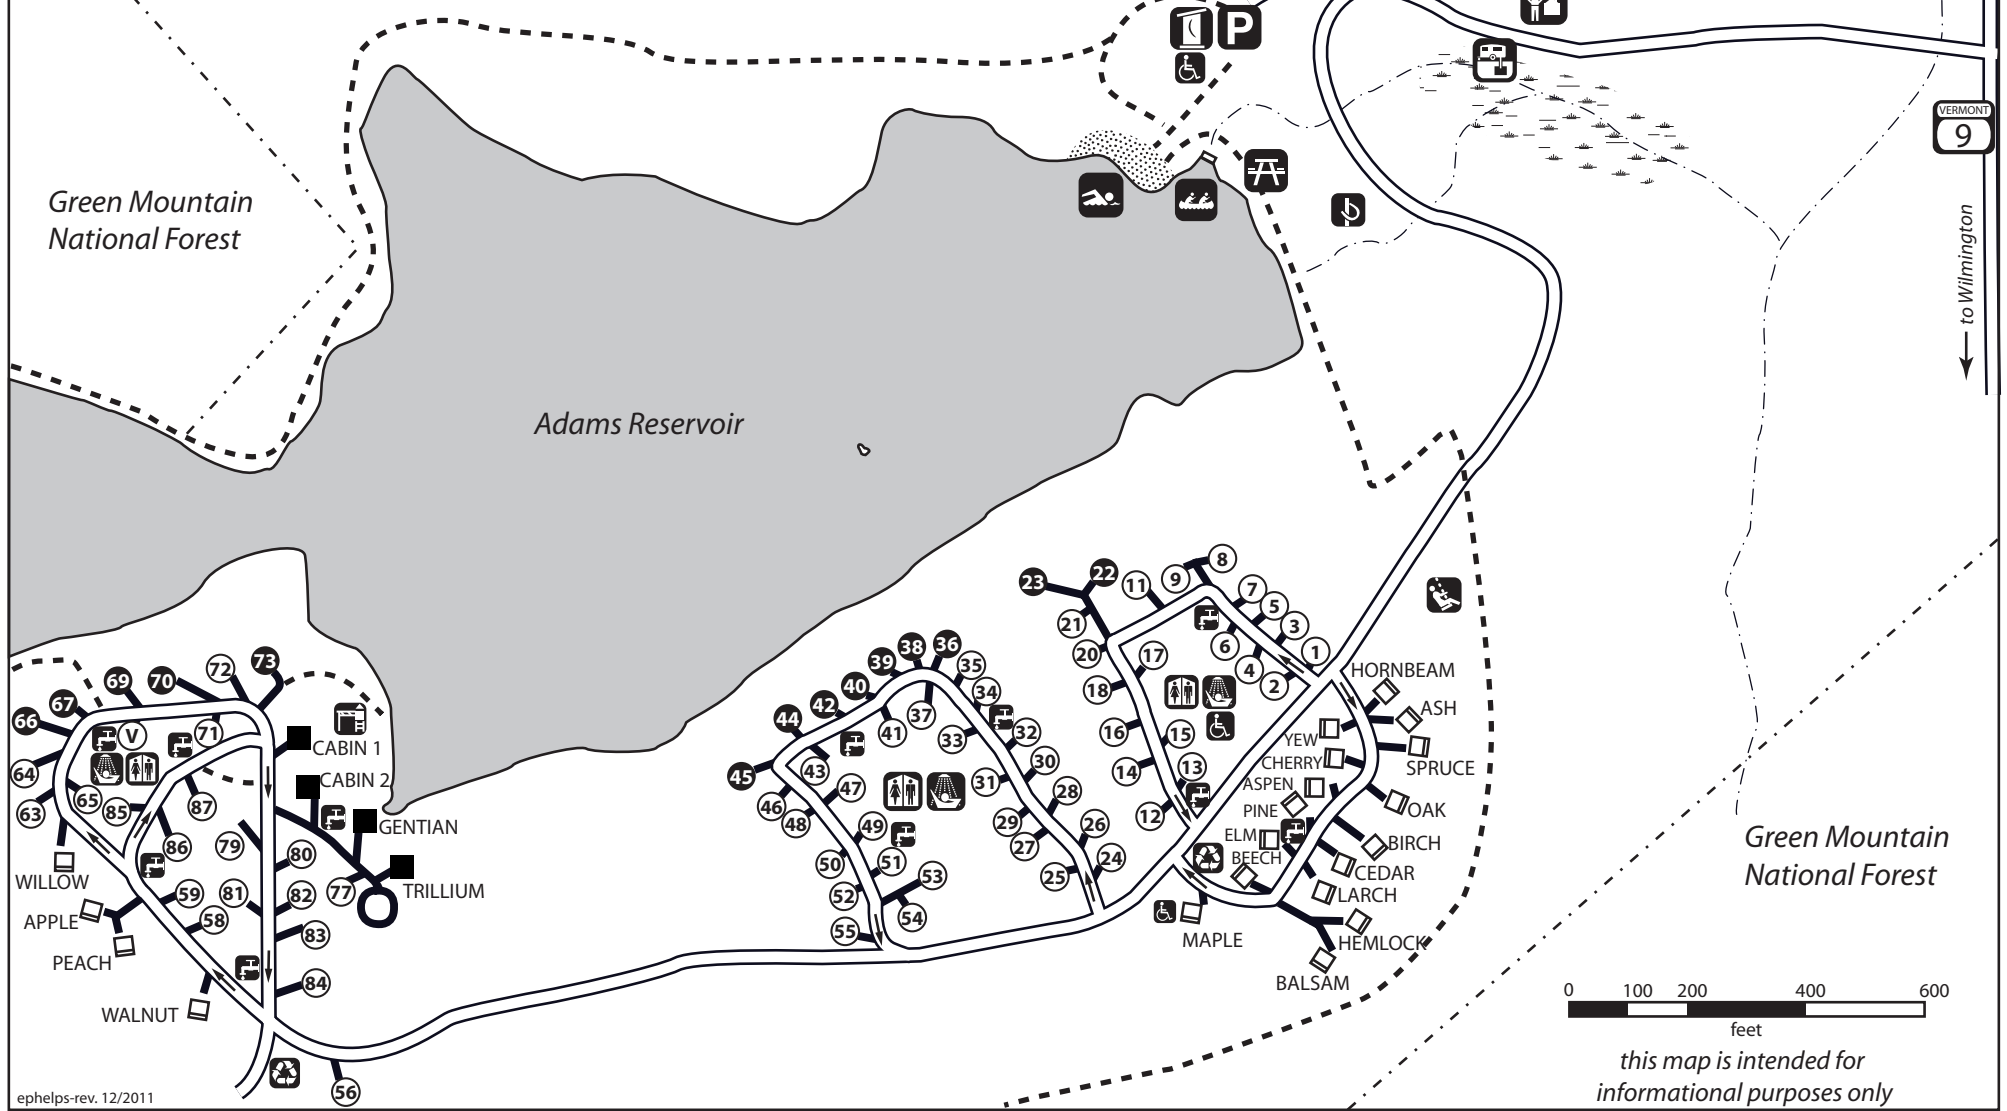 P
VERMONT
9
Green Mountain
National Forest
to Wilmington
Adams Reservoir
8
22
23
11
9
7
5
3
21
6
1
20
17
4
2
38
36
39
35
HORNBEAM
73
72
70
69
18
34
40
ASH
67
42
37
44
66
16
15
32
41
33
YEW
V
71
CABIN 1
CHERRY
SPRUCE
13
14
30
43
45
64
31
47
ASPEN
CABIN 2
28
65
87
46
PINE
OAK
63
85
12
29
48
26
49
GENTIAN
ELM
BIRCH
79
86
27
80
BEECH
24
50
51
CEDAR
25
53
WILLOW
77
TRILLIUM
59
81
82
52
LARCH
APPLE
58
54
83
55
MAPLE
HEMLOCK
PEACH
BALSAM
84
WALNUT
56
Green Mountain
National Forest
0 100 200 400 600
feet
this map is intended for
informational purposes only
ephelps-rev. 12/2011